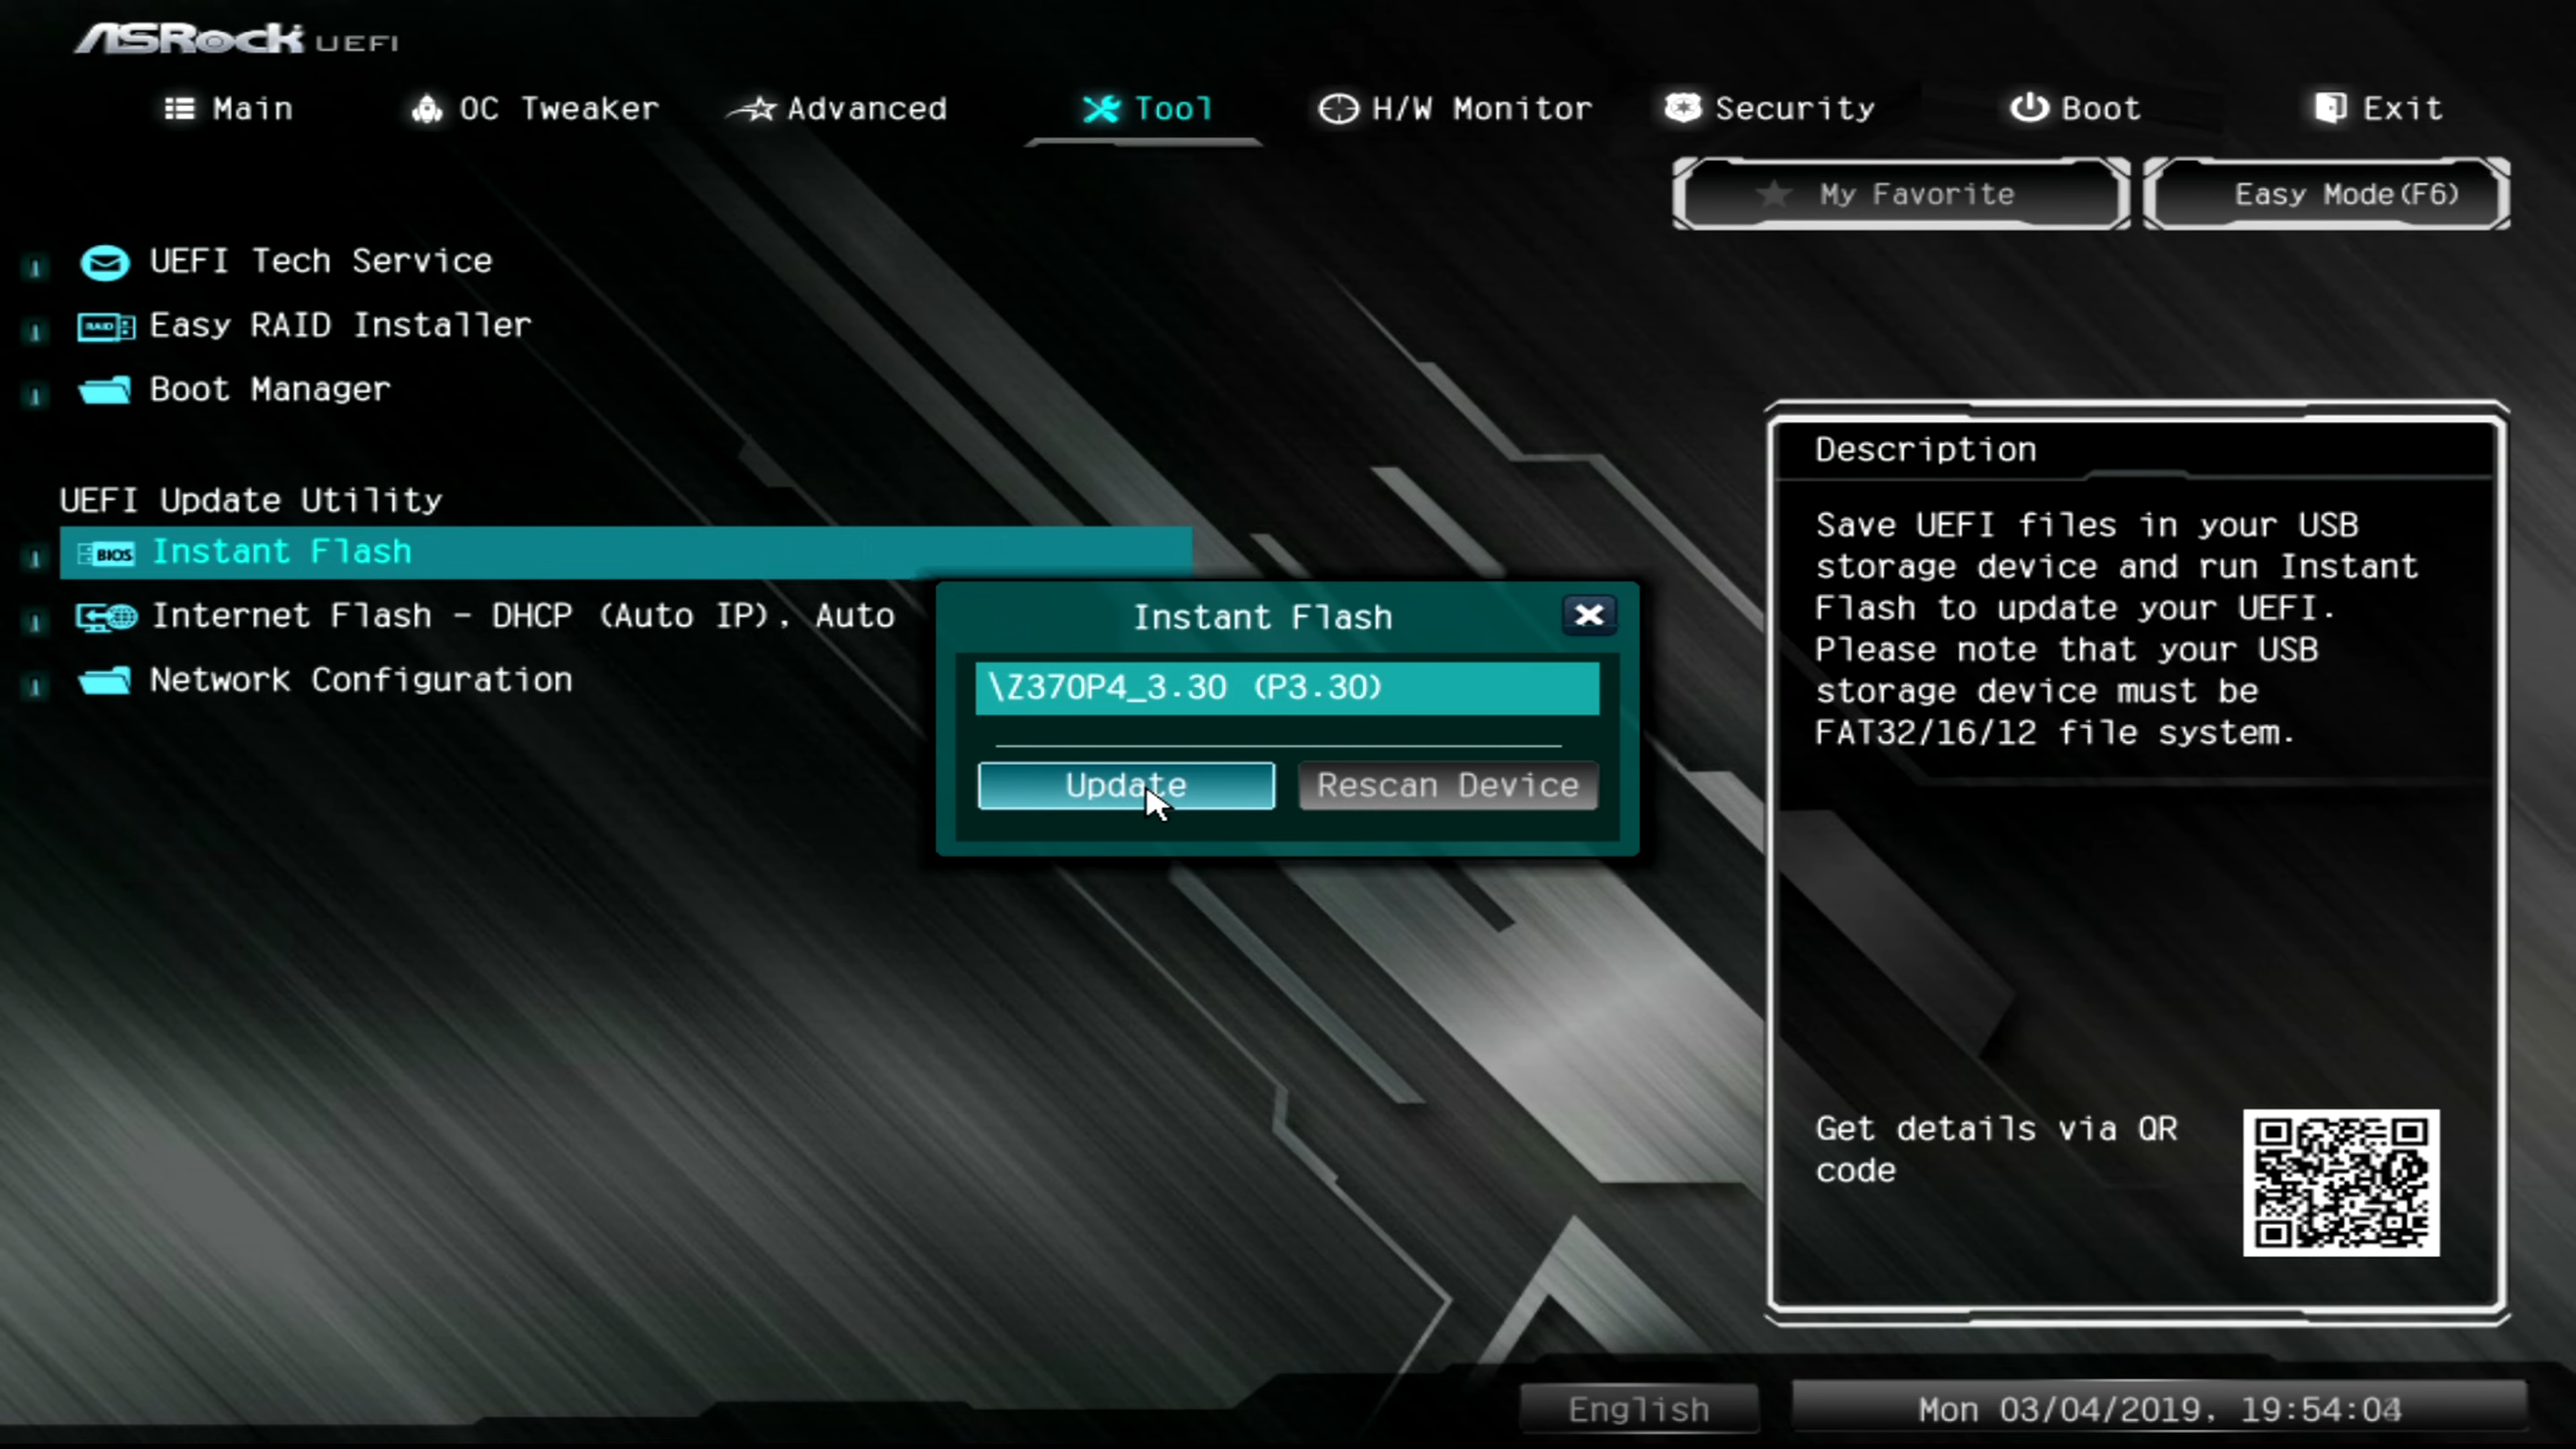 ASRock UEFI
Main
OC Tweaker
Advanced
Tool
H/W Monitor
Security
Boot
Exit
My Favorite
Easy Mode(F6)
UEFI Tech Service
RAID Easy RAID Installer
Boot Manager
UEFI Update Utility
BIOS Instant Flash
Internet Flash - DHCP (Auto IP), Auto
Network Configuration
Instant Flash
\Z370P4_3.30 (P3.30)
Update
Rescan Device
Description
Save UEFI files in your USB
storage device and run Instant
Flash to update your UEFI.
Please note that your USB
storage device must be
FAT32/16/12 file system.
Get details via QR
code
English
Mon 03/04/2019, 19:54:04